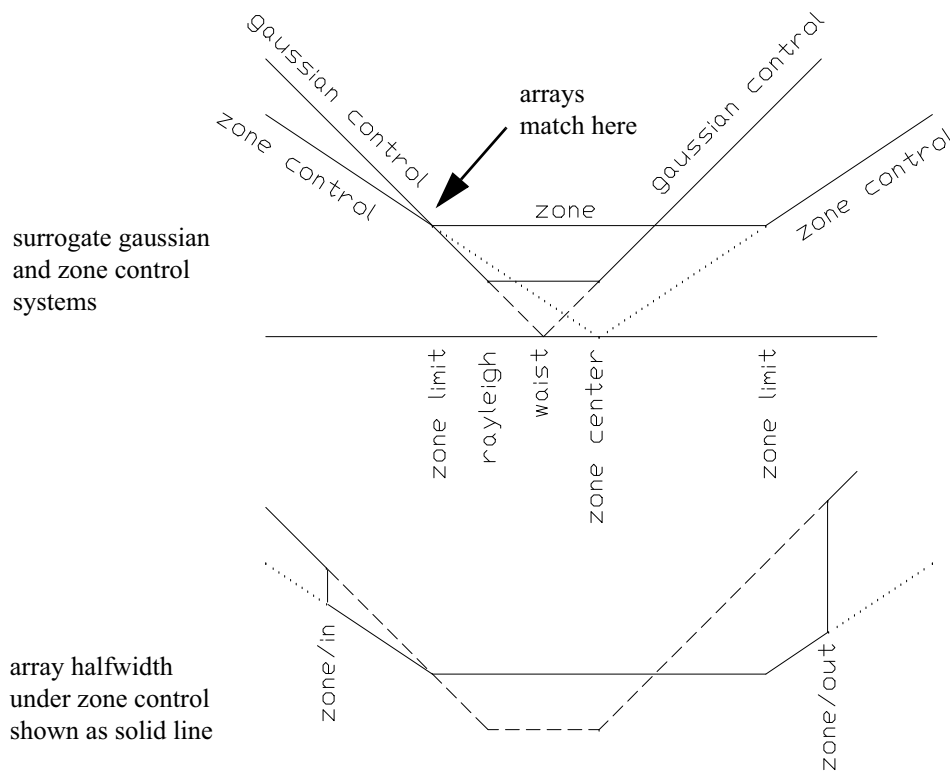 gaussian control
gaussian control
arrays
match here
zone control
zone control
zone
surrogate gaussian
and zone control
systems
zone limit
rayleigh
waist
zone center
zone limit
zone/in
zone/out
array halfwidth
under zone control
shown as solid line